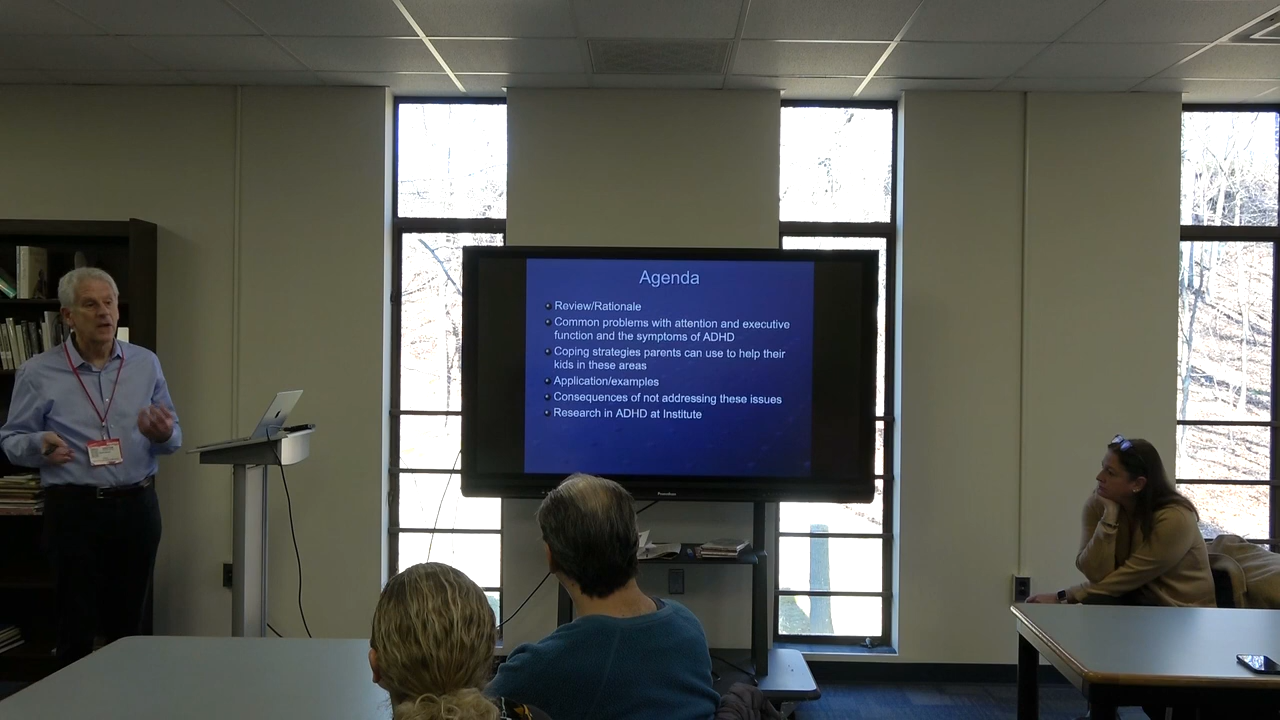 Agenda
Review/Rationale
Common problems with attention and executive
function and the symptoms of ADHD
Coping strategies parents can use to help their
kids in these areas
Application/examples
Consequences of not addressing these issues
Research in ADHD at Institute